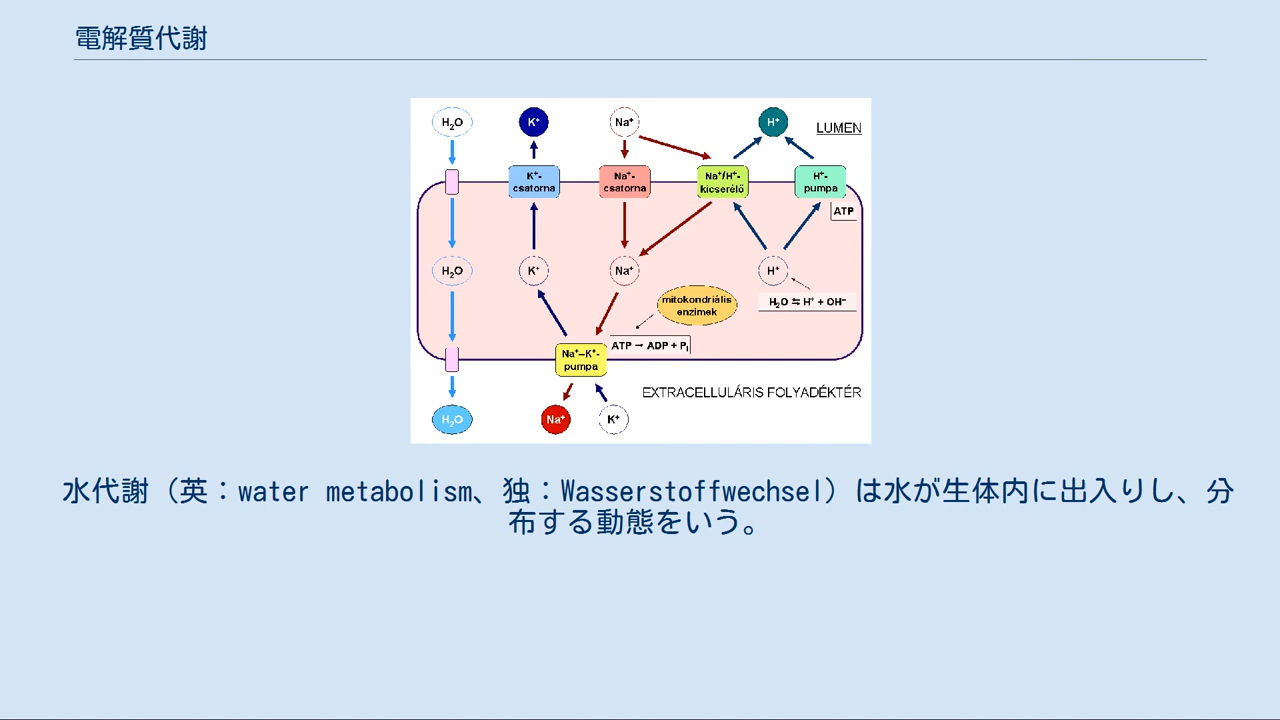 電解質代謝
H₂O
K⁺
Na⁺
H⁺
LUMEN
K⁺-
csatorna
Na⁺-
csatorna
Na⁺/H⁺-
kicserélő
H⁺-
pumpa
ATP
H₂O
K⁺
Na⁺
H⁺
mitokondriális
enzimek
H₂O ⇆ H⁺ + OH⁻
ATP → ADP + Pᵢ
Na⁺–K⁺-
pumpa
EXTRACELLULÁRIS FOLYADÉKTÉR
H₂O
Na⁺
K⁺
水代謝（英：water metabolism、独：Wasserstoffwechsel）は水が生体内に出入りし、分
布する動態をいう。